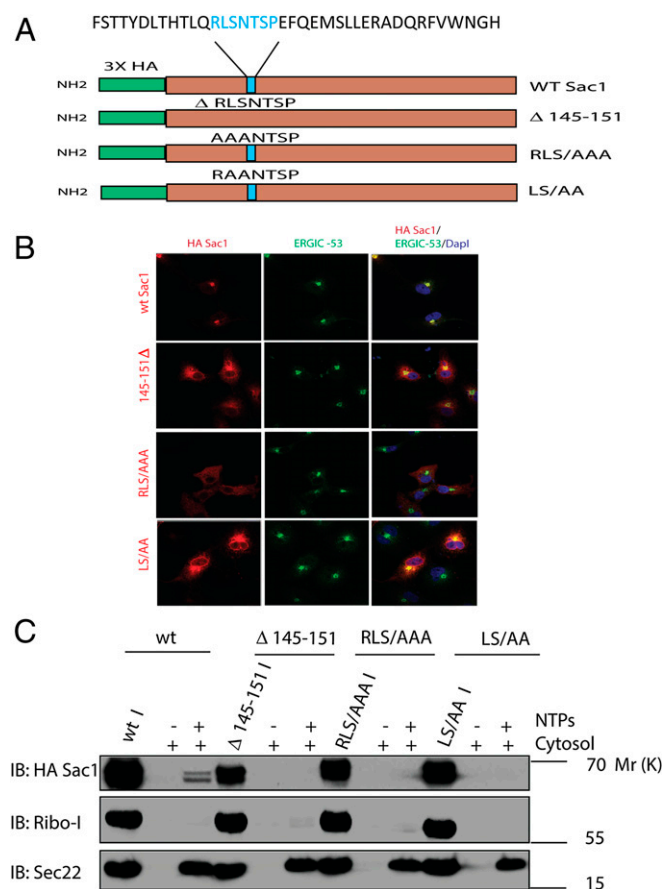 A
FSTTYDLTHTLQRLSNTSPEFQEMSLLERADQRFVWNGH
3X HA
NH2 WT Sac1
Δ RLSNTSP
NH2 Δ 145-151
AAANTSP
NH2 RLS/AAA
RAANTSP
NH2 LS/AA
B
HA Sac1 ERGIC -53 HA Sac1/
ERGIC-53/DapI
wt Sac1
145-151Δ
RLS/AAA
LS/AA
C
wt Δ 145-151 RLS/AAA LS/AA
wt I Δ 145-151 I RLS/AAA I LS/AA I
- + - + - + - + NTPs
+ + + + + + + + Cytosol
IB: HA Sac1 70 Mr (K)
IB: Ribo-I 55
IB: Sec22 15